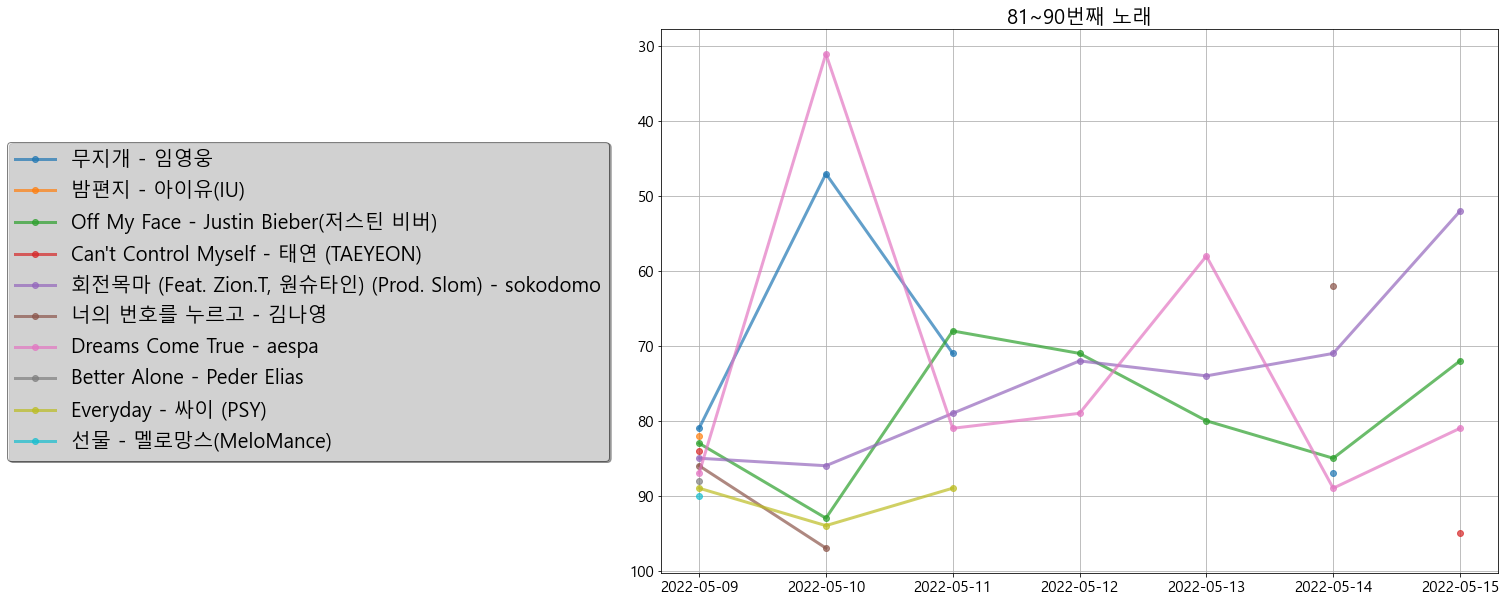 81~90번째 노래
무지개 - 임영웅
밤편지 - 아이유(IU)
Off My Face - Justin Bieber(저스틴 비버)
Can't Control Myself - 태연 (TAEYEON)
회전목마 (Feat. Zion.T, 원슈타인) (Prod. Slom) - sokodomo
너의 번호를 누르고 - 김나영
Dreams Come True - aespa
Better Alone - Peder Elias
Everyday - 싸이 (PSY)
선물 - 멜로망스(MeloMance)
30
40
50
60
70
80
90
100
2022-05-09 2022-05-10 2022-05-11 2022-05-12 2022-05-13 2022-05-14 2022-05-15